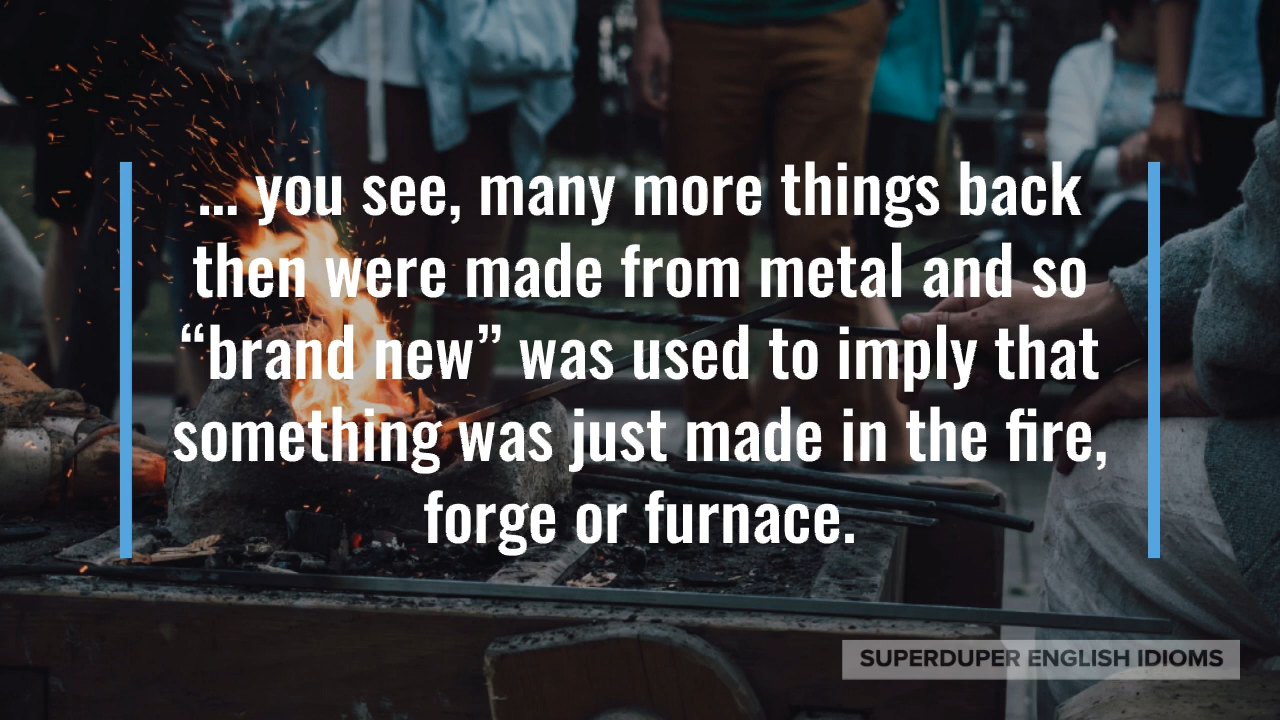 ... you see, many more things back
then were made from metal and so
“brand new” was used to imply that
something was just made in the fire,
forge or furnace.
SUPERDUPER ENGLISH IDIOMS